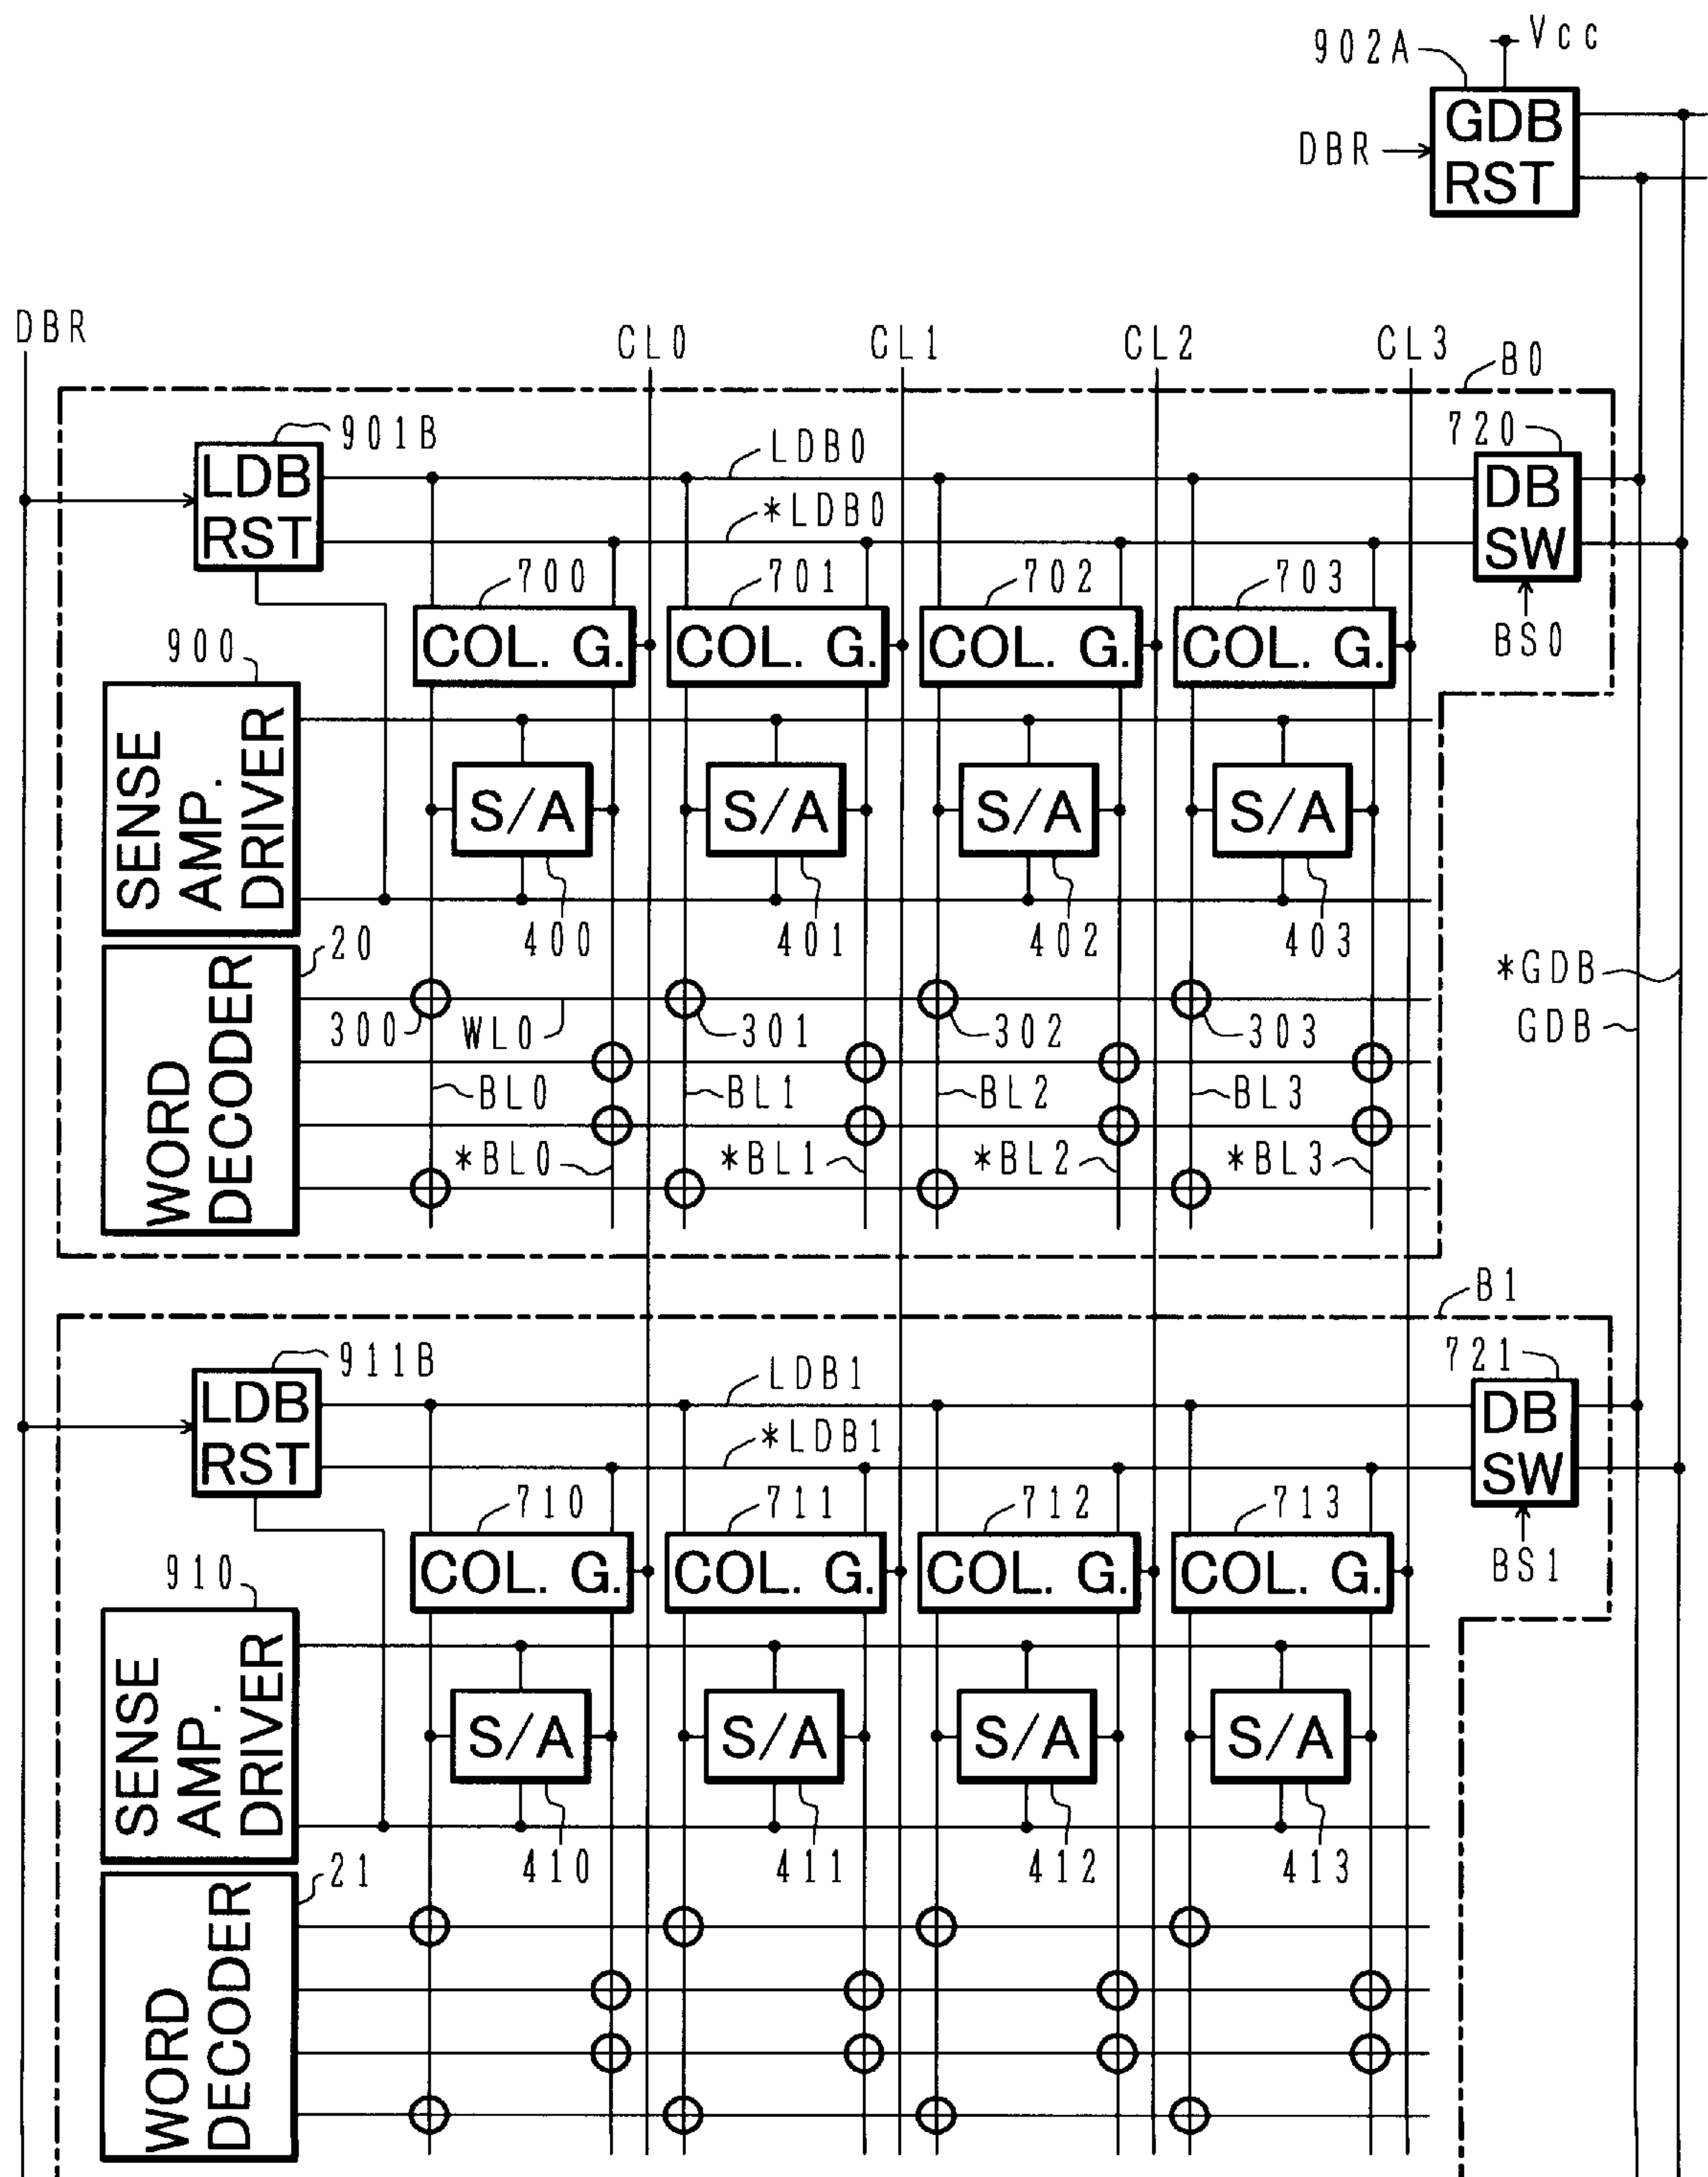 902A
Vcc
DBR
GDB
RST
DBR
CL0
CL1
CL2
CL3
B0
901B
LDB
RST
LDB0
*LDB0
720
DB
SW
BS0
700
701
702
703
COL. G.
COL. G.
COL. G.
COL. G.
900
SENSE
AMP.
DRIVER
S/A
S/A
S/A
S/A
400
401
402
403
20
WORD
DECODER
300
WL0
301
302
303
*GDB
GDB
BL0
BL1
BL2
BL3
*BL0
*BL1
*BL2
*BL3
B1
911B
LDB
RST
LDB1
*LDB1
721
DB
SW
BS1
710
711
712
713
COL. G.
COL. G.
COL. G.
COL. G.
910
SENSE
AMP.
DRIVER
S/A
S/A
S/A
S/A
410
411
412
413
21
WORD
DECODER